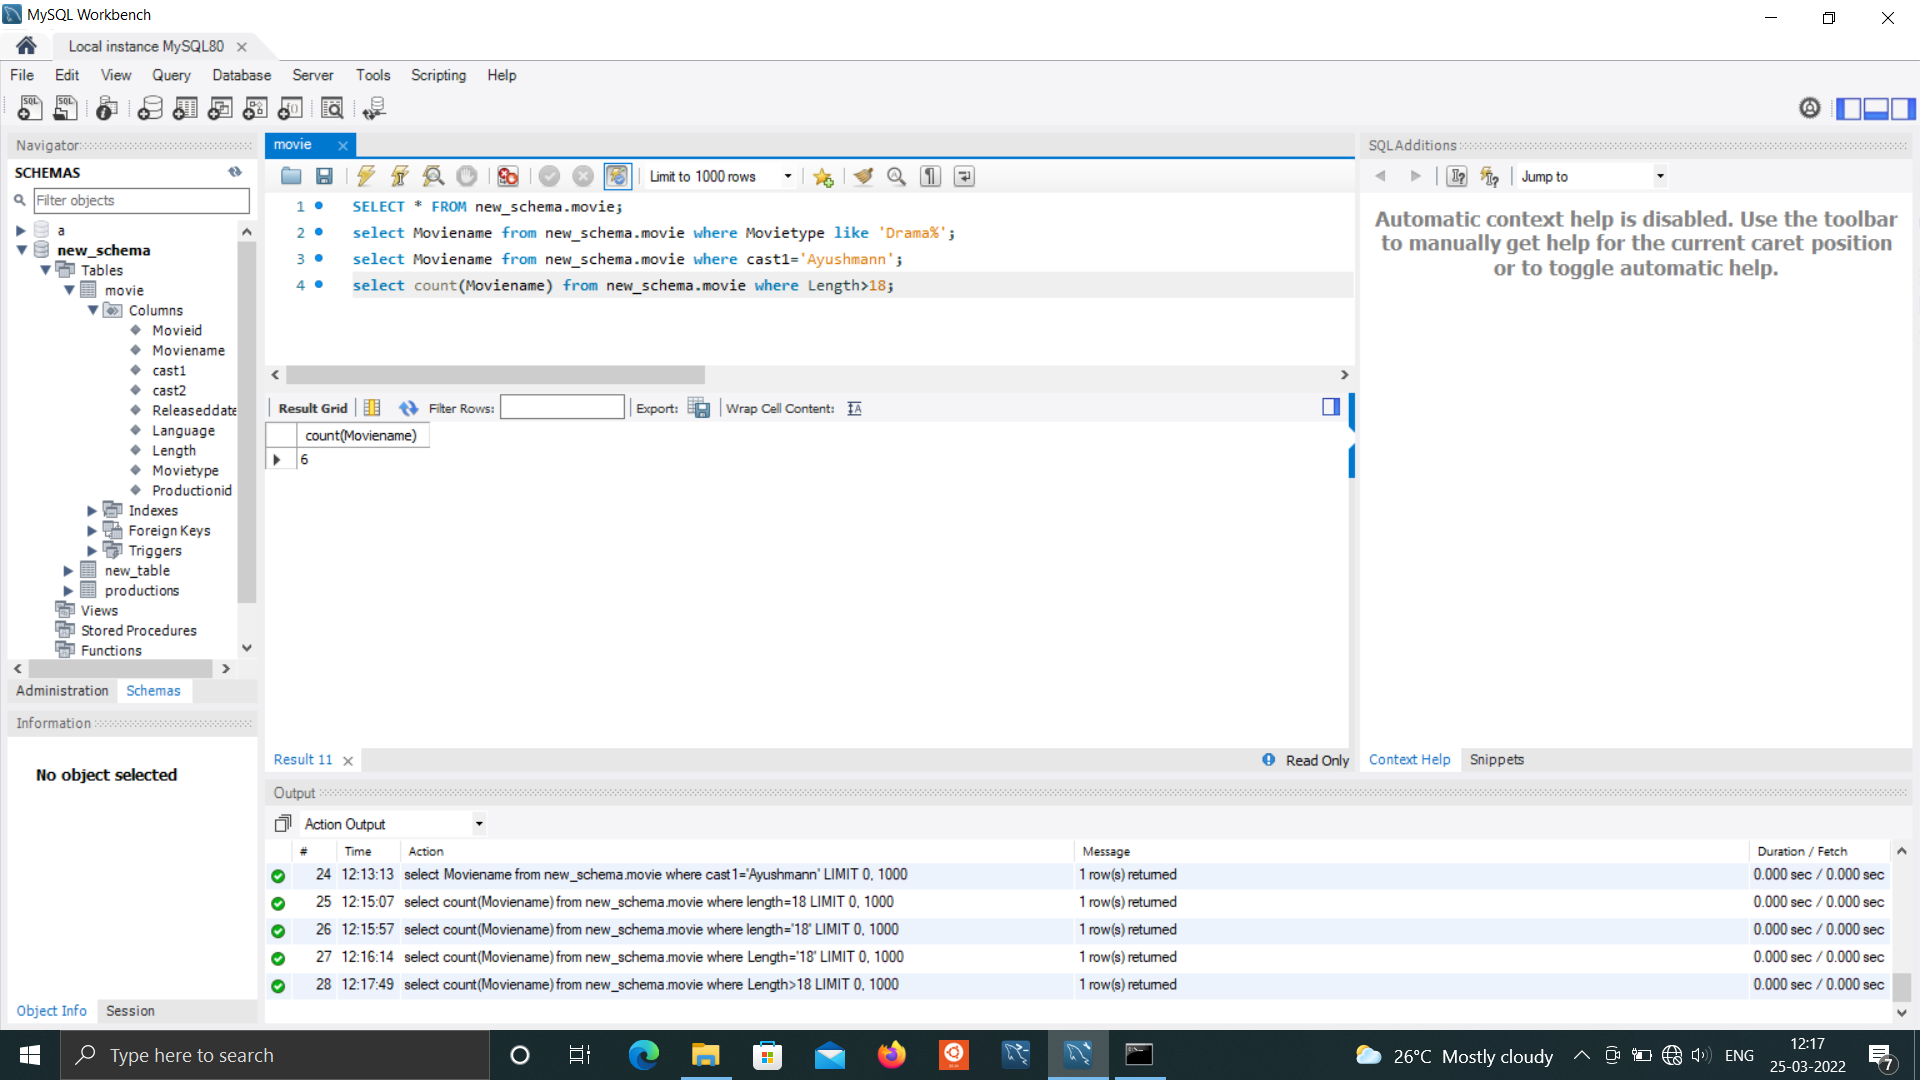 MySQL Workbench
Local instance MySQL80
File Edit View Query Database Server Tools Scripting Help
Navigator
SCHEMAS
Filter objects
a
new_schema
Tables
movie
Columns
Movieid
Moviename
cast1
cast2
Releaseddate
Language
Length
Movietype
Productionid
Indexes
Foreign Keys
Triggers
new_table
productions
Views
Stored Procedures
Functions
Administration Schemas
Information
No object selected
Object Info Session
movie
Limit to 1000 rows
1 SELECT * FROM new_schema.movie;
2 select Moviename from new_schema.movie where Movietype like 'Drama%';
3 select Moviename from new_schema.movie where cast1='Ayushmann';
4 select count(Moviename) from new_schema.movie where Length>18;
Result Grid Filter Rows: Export: Wrap Cell Content:
count(Moviename)
6
Result 11 Read Only
SQLAdditions
Jump to
Automatic context help is disabled. Use the toolbar
to manually get help for the current caret position
or to toggle automatic help.
Context Help Snippets
Output
Action Output
# Time Action Message Duration / Fetch
24 12:13:13 select Moviename from new_schema.movie where cast1='Ayushmann' LIMIT 0, 1000 1 row(s) returned 0.000 sec / 0.000 sec
25 12:15:07 select count(Moviename) from new_schema.movie where length=18 LIMIT 0, 1000 1 row(s) returned 0.000 sec / 0.000 sec
26 12:15:57 select count(Moviename) from new_schema.movie where length='18' LIMIT 0, 1000 1 row(s) returned 0.000 sec / 0.000 sec
27 12:16:14 select count(Moviename) from new_schema.movie where Length='18' LIMIT 0, 1000 1 row(s) returned 0.000 sec / 0.000 sec
28 12:17:49 select count(Moviename) from new_schema.movie where Length>18 LIMIT 0, 1000 1 row(s) returned 0.000 sec / 0.000 sec
Type here to search
26°C Mostly cloudy
ENG
12:17
25-03-2022
7